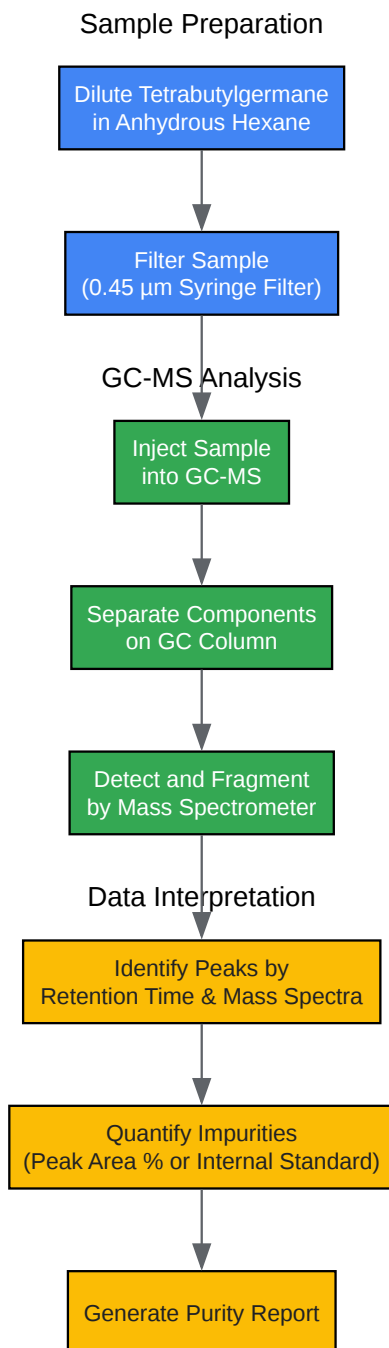 Sample Preparation
Dilute Tetrabutylgermane
in Anhydrous Hexane
Filter Sample
(0.45 µm Syringe Filter)
GC-MS Analysis
Inject Sample
into GC-MS
Separate Components
on GC Column
Detect and Fragment
by Mass Spectrometer
Data Interpretation
Identify Peaks by
Retention Time & Mass Spectra
Quantify Impurities
(Peak Area % or Internal Standard)
Generate Purity Report